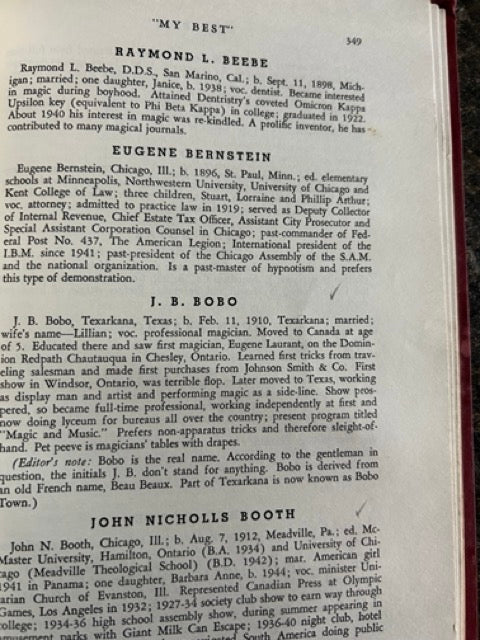 "MY BEST"
349
RAYMOND L. BEEBE
Raymond L. Beebe, D.D.S., San Marino, Cal.; b. Sept. 11, 1898, Mich-
igan; married; one daughter, Janice, b. 1938; voc. dentist. Became interested
in magic during boyhood. Attained Dentistry's coveted Omicron Kappa
Upsilon key (equivalent to Phi Beta Kappa) in college; graduated in 1922.
About 1940 his interest in magic was re-kindled. A prolific inventor, he has
contributed to many magical journals.
EUGENE BERNSTEIN
Eugene Bernstein, Chicago, Ill.; b. 1896, St. Paul, Minn.; ed. elementary
schools at Minneapolis, Northwestern University, University of Chicago and
Kent College of Law; three children, Stuart, Lorraine and Phillip Arthur;
voc. attorney; admitted to practice law in 1919; served as Deputy Collector
of Internal Revenue, Chief Estate Tax Officer, Assistant City Prosecutor and
Special Assistant Corporation Counsel in Chicago; past-commander of Fed-
eral Post No. 437, The American Legion; International president of the
I.B.M. since 1941; past-president of the Chicago Assembly of the S.A.M.
and the national organization. Is a past-master of hypnotism and prefers
this type of demonstration.
J. B. BOBO
J. B. Bobo, Texarkana, Texas; b. Feb. 11, 1910, Texarkana; married;
wife's name—Lillian; voc. professional magician. Moved to Canada at age
of 5. Educated there and saw first magician, Eugene Laurant, on the Domin-
ion Redpath Chautauqua in Chesley, Ontario. Learned first tricks from trav-
eling salesman and made first purchases from Johnson Smith & Co. First
show in Windsor, Ontario, was terrible flop. Later moved to Texas, working
as display man and artist and performing magic as a side-line. Show pros-
pered, so became full-time professional, working independently at first and
now doing lyceum for bureaus all over the country; present program titled
"Magic and Music." Prefers non-apparatus tricks and therefore sleight-of-
hand. Pet peeve is magicians' tables with drapes.
(Editor's note: Bobo is the real name. According to the gentleman in
question, the initials J. B. don't stand for anything. Bobo is derived from
an old French name, Beau Beaux. Part of Texarkana is now known as Bobo
Town.)
JOHN NICHOLLS BOOTH
John N. Booth, Chicago, Ill.; b. Aug. 7, 1912, Meadville, Pa.; ed. Mc-
Master University, Hamilton, Ontario (B.A. 1934) and University of Chi-
cago (Meadville Theological School) (B.D. 1942); mar. American girl
1941 in Panama; one daughter, Barbara Anne, b. 1944; voc. minister Uni-
tarian Church of Evanston, Ill. Represented Canadian Press at Olympic
Games, Los Angeles in 1932; 1927-34 society club show to earn way through
college; 1934-36 high school assembly show, during summer appearing in
amusement parks with Giant Milk Can Escape; 1936-40 night club, hotel
South America doing public